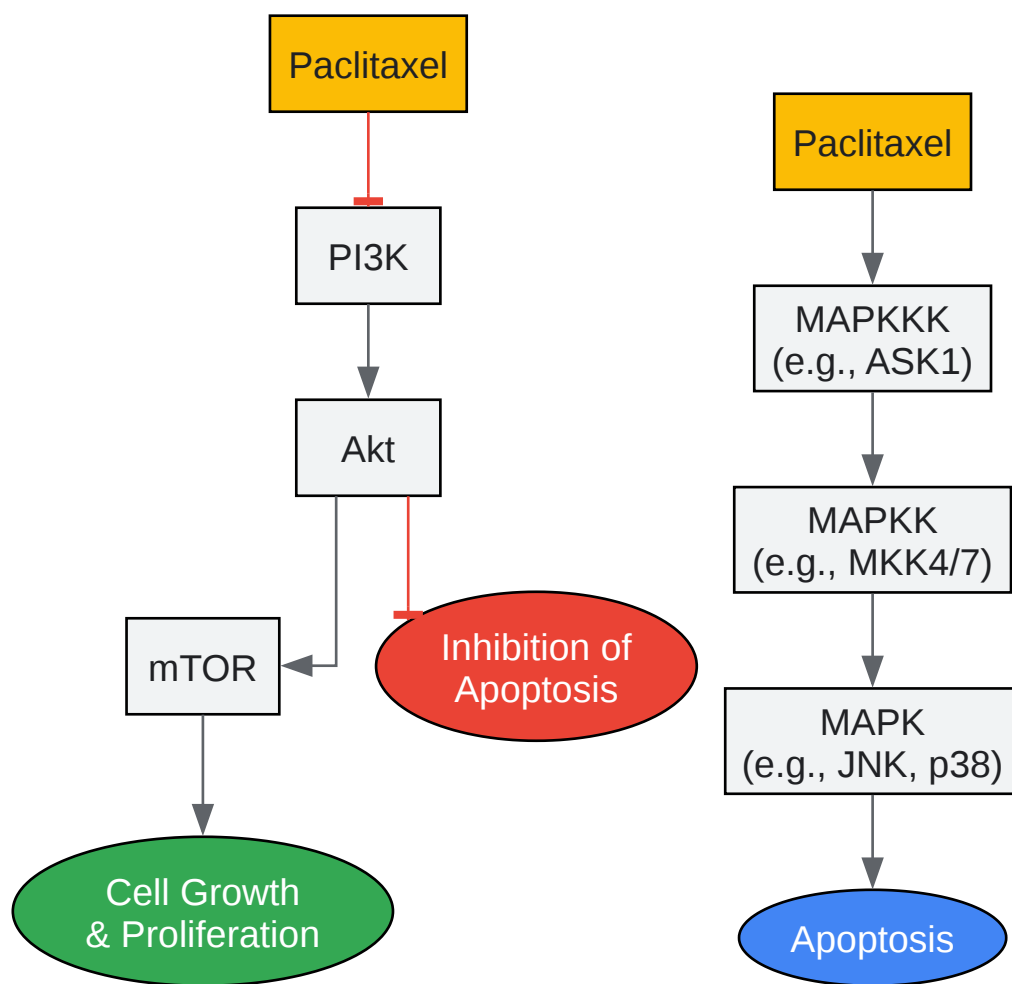 Paclitaxel
PI3K
Akt
mTOR
Inhibition of
Apoptosis
Cell Growth
& Proliferation
Paclitaxel
MAPKKK
(e.g., ASK1)
MAPKK
(e.g., MKK4/7)
MAPK
(e.g., JNK, p38)
Apoptosis